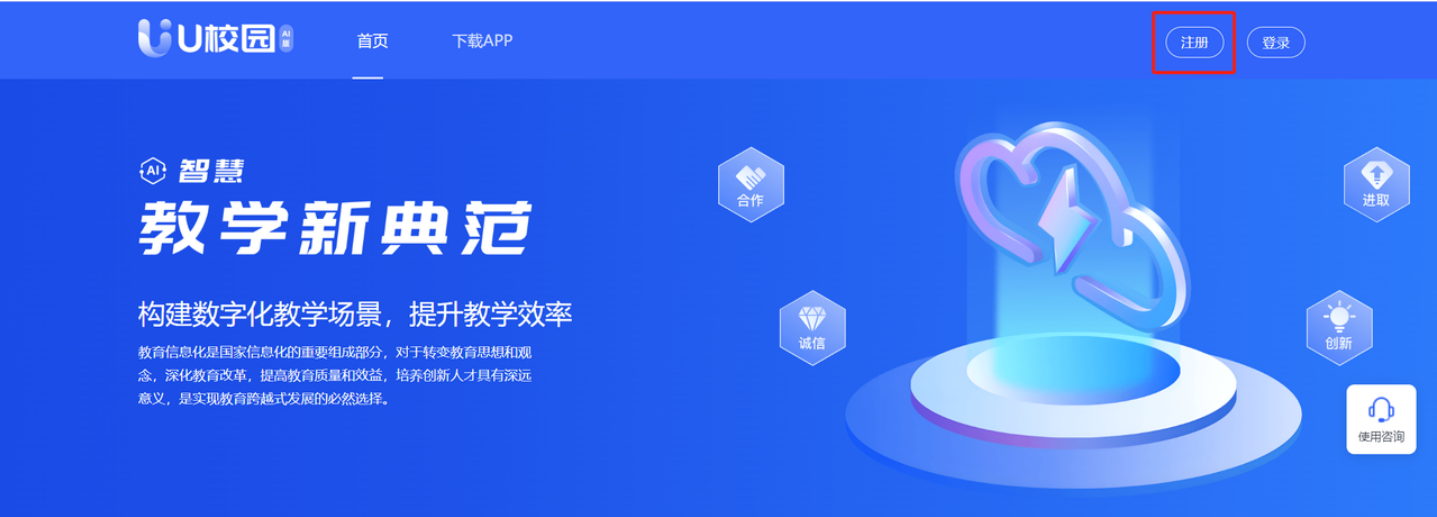 U校园 AI版
首页
下载APP
注册
登录
AI 智慧
教学新典范
构建数字化教学场景，提升教学效率
教育信息化是国家信息化的重要组成部分，对于转变教育思想和观
念，深化教育改革，提高教育质量和效益，培养创新人才具有深远
意义，是实现教育跨越式发展的必然选择。
合作
进取
诚信
创新
使用咨询